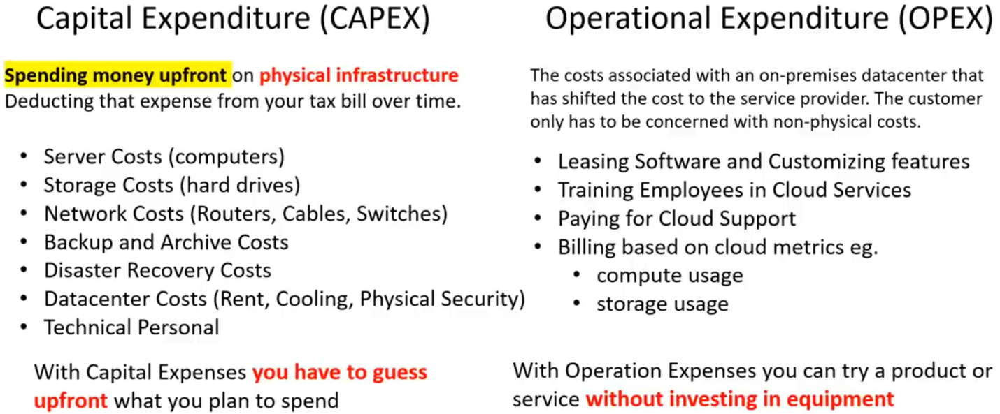 Capital Expenditure (CAPEX)
Spending money upfront on physical infrastructure
Deducting that expense from your tax bill over time.
• Server Costs (computers)
• Storage Costs (hard drives)
• Network Costs (Routers, Cables, Switches)
• Backup and Archive Costs
• Disaster Recovery Costs
• Datacenter Costs (Rent, Cooling, Physical Security)
• Technical Personal
With Capital Expenses you have to guess
upfront what you plan to spend
Operational Expenditure (OPEX)
The costs associated with an on-premises datacenter that
has shifted the cost to the service provider. The customer
only has to be concerned with non-physical costs.
• Leasing Software and Customizing features
• Training Employees in Cloud Services
• Paying for Cloud Support
• Billing based on cloud metrics eg.
• compute usage
• storage usage
With Operation Expenses you can try a product or
service without investing in equipment